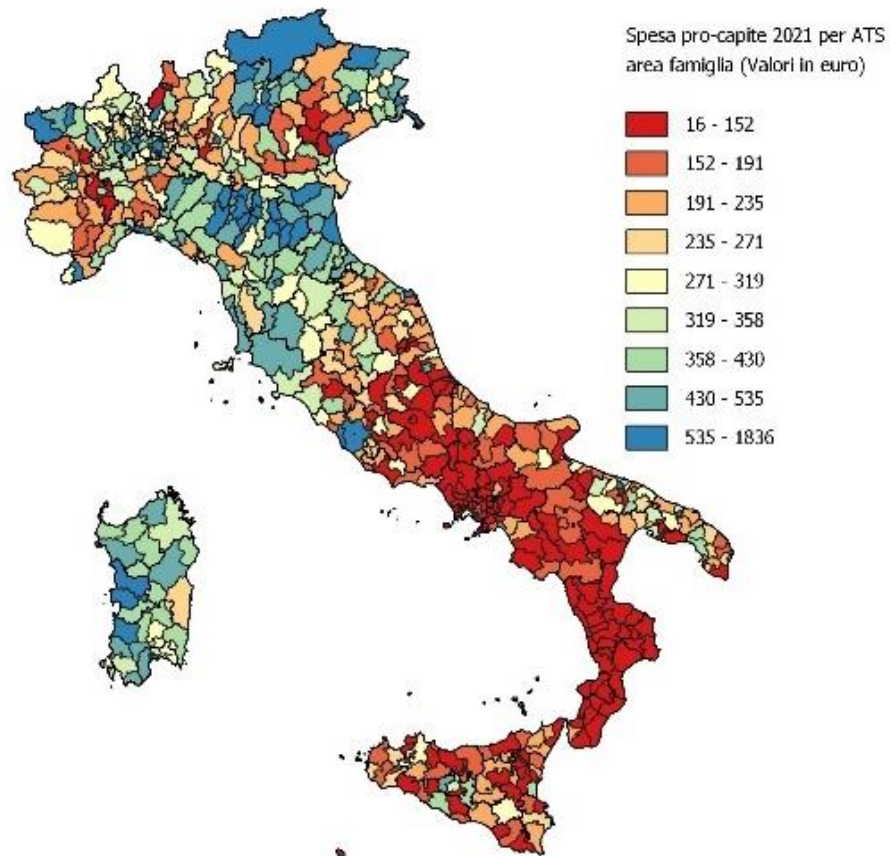 Spesa pro-capite 2021 per ATS
area famiglia (Valori in euro)
16 - 152
152 - 191
191 - 235
235 - 271
271 - 319
319 - 358
358 - 430
430 - 535
535 - 1836